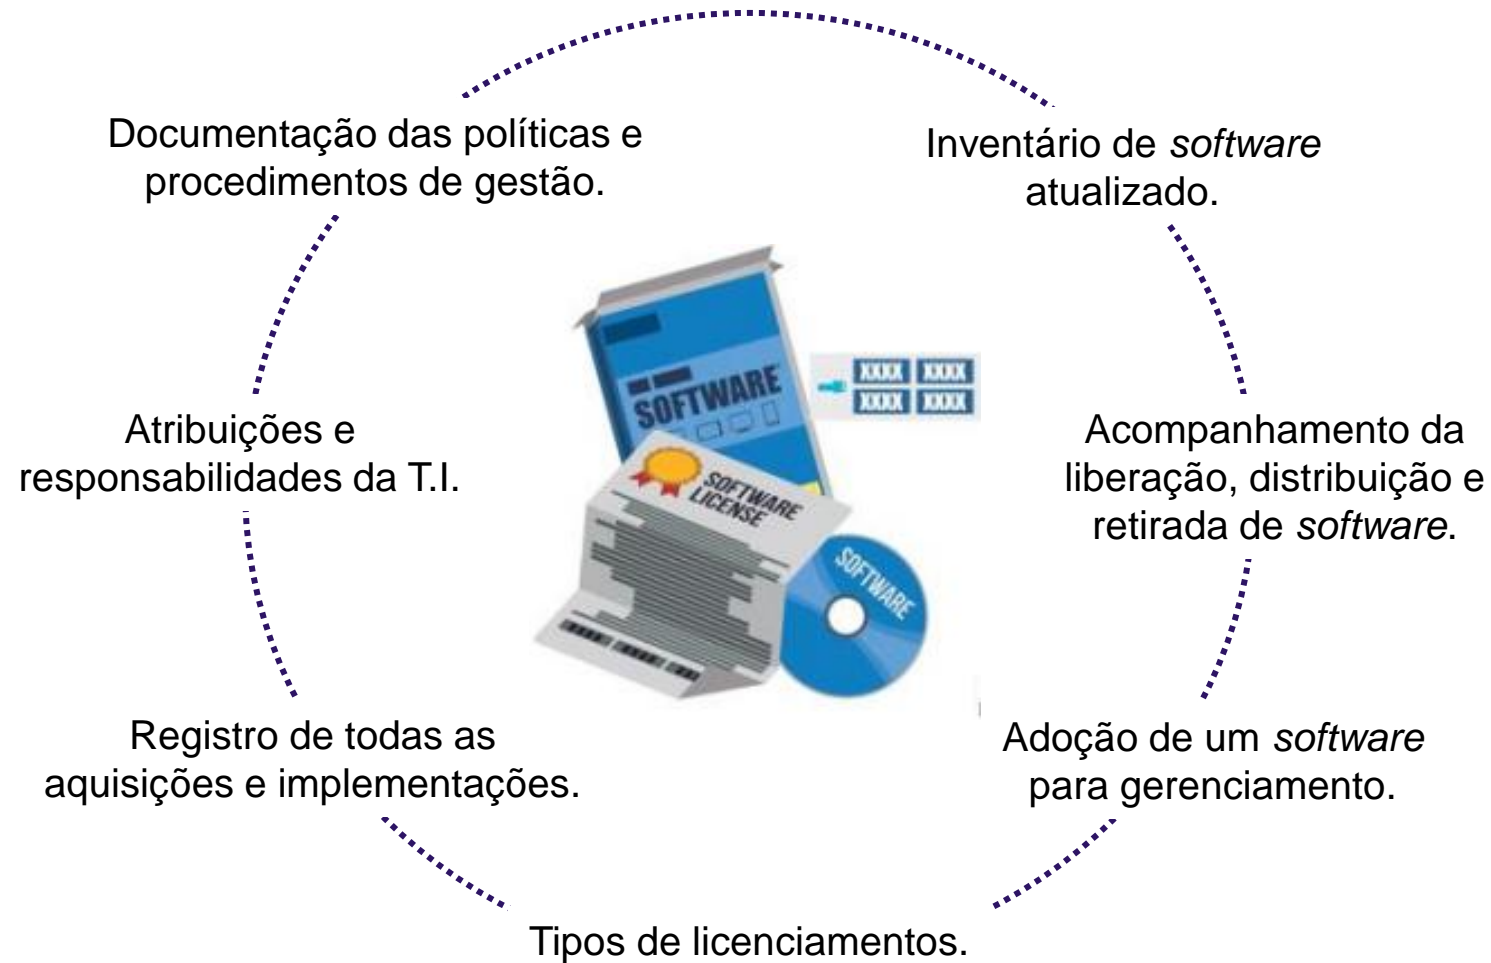 Documentação das políticas e
procedimentos de gestão.
Inventário de software
atualizado.
SOFTWARE
XXXX XXXX
XXXX XXXX
Atribuições e
responsabilidades da T.I.
Acompanhamento da
liberação, distribuição e
retirada de software.
SOFTWARE
LICENSE
SOFTWARE
Registro de todas as
aquisições e implementações.
Adoção de um software
para gerenciamento.
Tipos de licenciamentos.